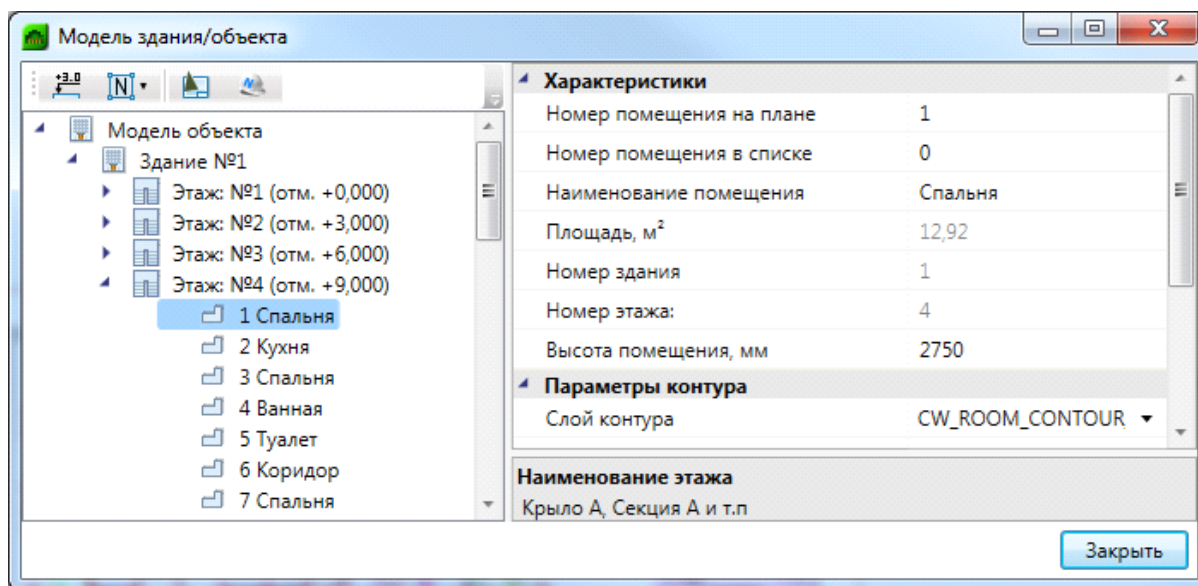 Модель здания/объекта
+3.0
N
Модель объекта
Здание №1
Этаж: №1 (отм. +0,000)
Этаж: №2 (отм. +3,000)
Этаж: №3 (отм. +6,000)
Этаж: №4 (отм. +9,000)
1 Спальня
2 Кухня
3 Спальня
4 Ванная
5 Туалет
6 Коридор
7 Спальня
Характеристики
Номер помещения на плане 1
Номер помещения в списке 0
Наименование помещения Спальня
Площадь, м² 12,92
Номер здания 1
Номер этажа: 4
Высота помещения, мм 2750
Параметры контура
Слой контура CW_ROOM_CONTOUR
Наименование этажа
Крыло А, Секция А и т.п
Закрыть